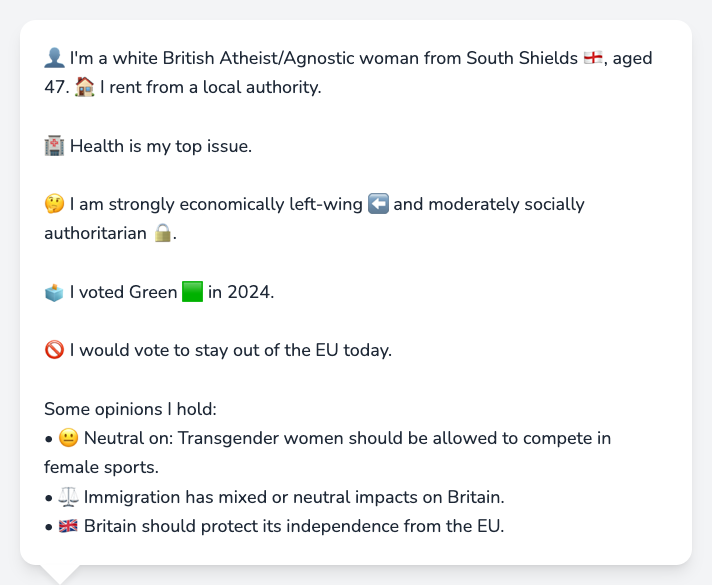 👤 I'm a white British Atheist/Agnostic woman from South Shields 🏴󠁧󠁢󠁥󠁮󠁧󠁿, aged
47. 🏠 I rent from a local authority.
🏥 Health is my top issue.
🤔 I am strongly economically left-wing ⬅️ and moderately socially
authoritarian 🔒.
🗳️ I voted Green 🟩 in 2024.
🚫 I would vote to stay out of the EU today.
Some opinions I hold:
• 😐 Neutral on: Transgender women should be allowed to compete in
female sports.
• ⚖️ Immigration has mixed or neutral impacts on Britain.
• 🇬🇧 Britain should protect its independence from the EU.